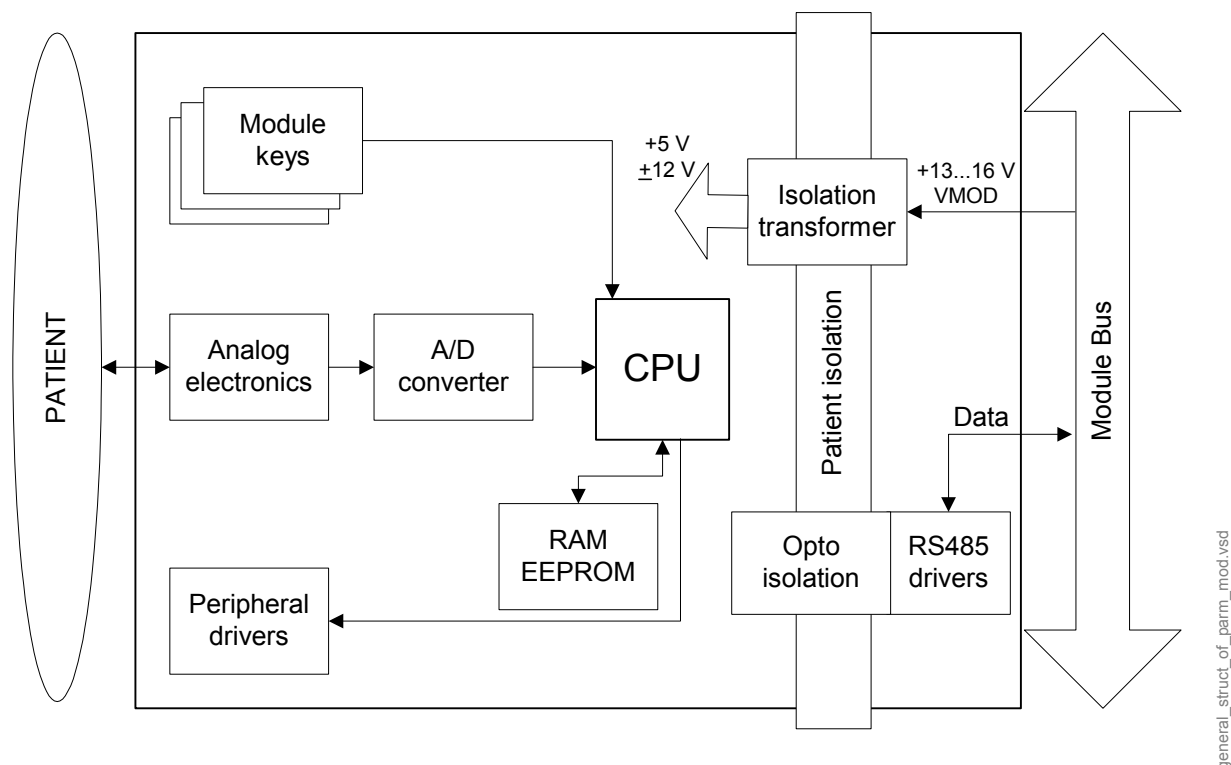 Module
keys
+5 V
±12 V
Isolation
transformer
+13...16 V
VMOD
PATIENT
Analog
electronics
A/D
converter
CPU
Patient isolation
Module Bus
Data
RAM
EEPROM
Opto
isolation
RS485
drivers
Peripheral
drivers
general_struct_of_parm_mod.vsd